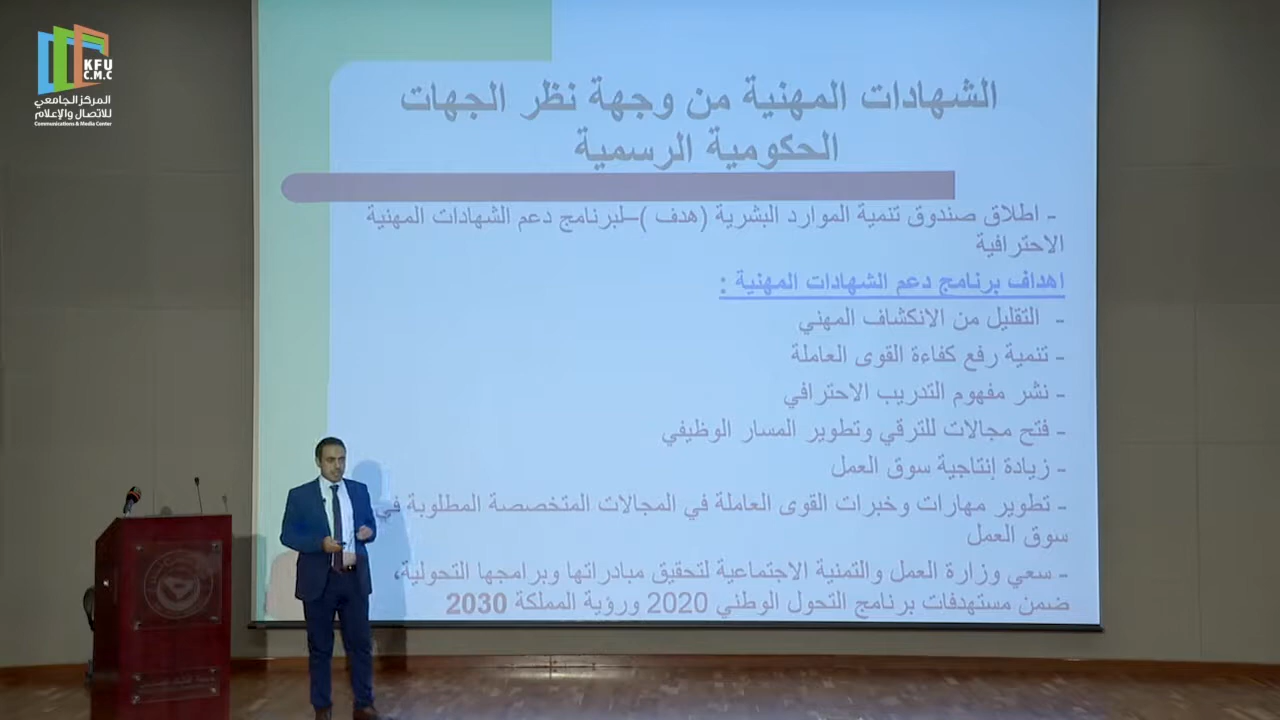 KFU
C.M.C
المركز الجامعي
للاتصال والإعلام
Communications & Media Center
الشهادات المهنية من وجهة نظر الجهات
الحكومية الرسمية
- اطلاق صندوق تنمية الموارد البشرية (هدف )–لبرنامج دعم الشهادات المهنية
الاحترافية
اهداف برنامج دعم الشهادات المهنية :
- التقليل من الانكشاف المهني
- تنمية رفع كفاءة القوى العاملة
- نشر مفهوم التدريب الاحترافي
- فتح مجالات للترقي وتطوير المسار الوظيفي
- زيادة إنتاجية سوق العمل
- تطوير مهارات وخبرات القوى العاملة في المجالات المتخصصة المطلوبة في
سوق العمل
- سعي وزارة العمل والتمنية الاجتماعية لتحقيق مبادراتها وبرامجها التحولية،
ضمن مستهدفات برنامج التحول الوطني 2020 ورؤية المملكة 2030